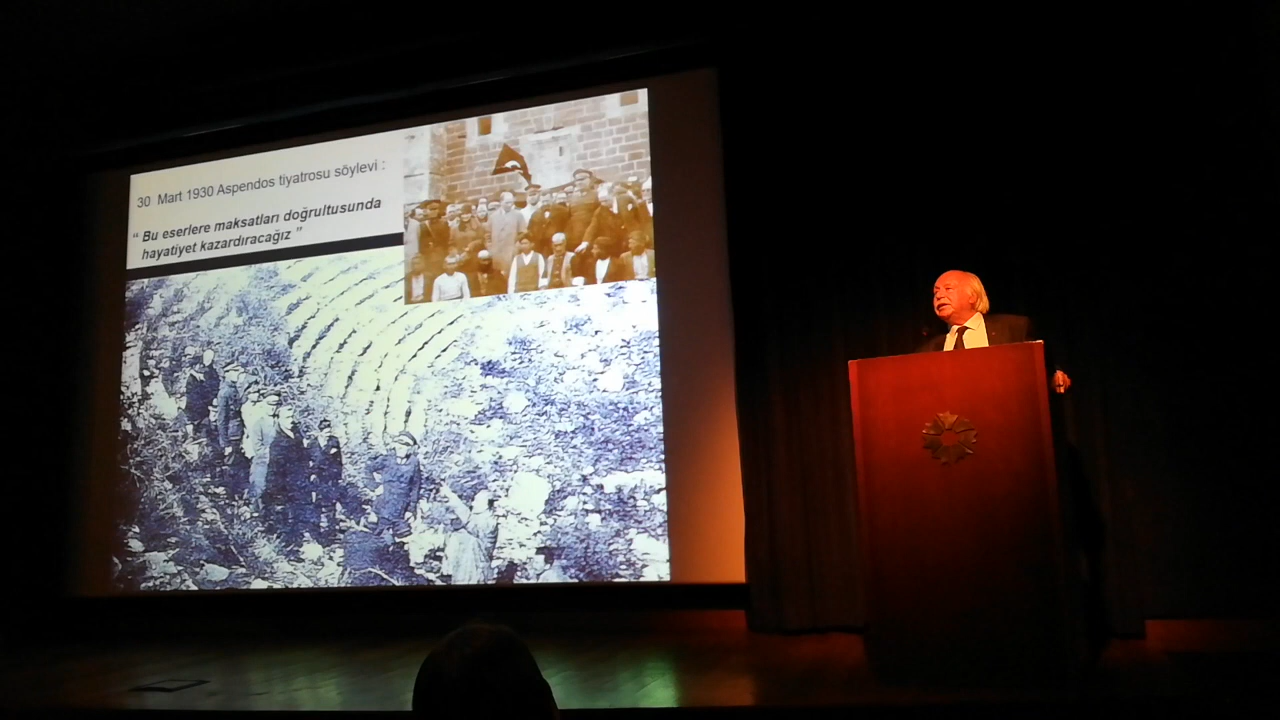 30 Mart 1930 Aspendos tiyatrosu söylevi :
“ Bu eserlere maksatları doğrultusunda
hayatiyet kazardıracağız ”